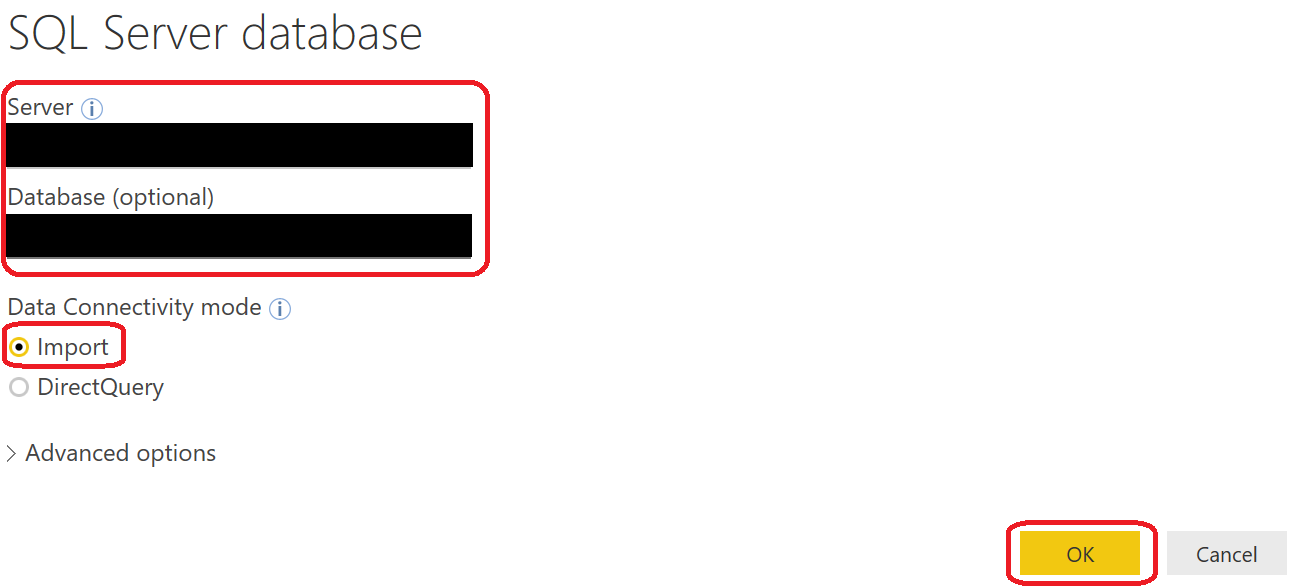 SQL Server database
Server
Database (optional)
Data Connectivity mode
Import
DirectQuery
Advanced options
OK Cancel